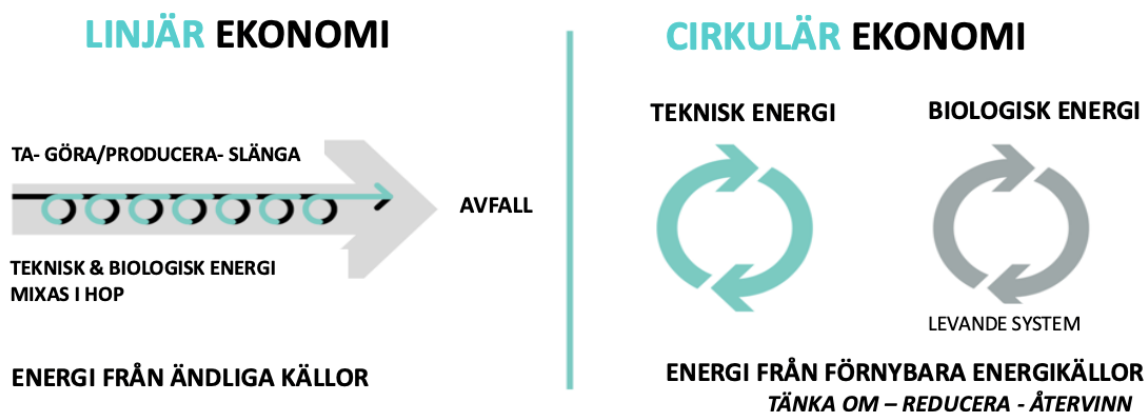 LINJÄR EKONOMI
TA- GÖRA/PRODUCERA- SLÄNGA
AVFALL
TEKNISK & BIOLOGISK ENERGI
MIXAS I HOP
ENERGI FRÅN ÄNDLIGA KÄLLOR
CIRKULÄR EKONOMI
TEKNISK ENERGI
BIOLOGISK ENERGI
LEVANDE SYSTEM
ENERGI FRÅN FÖRNYBARA ENERGIKÄLLOR
TÄNKA OM – REDUCERA - ÅTERVINN